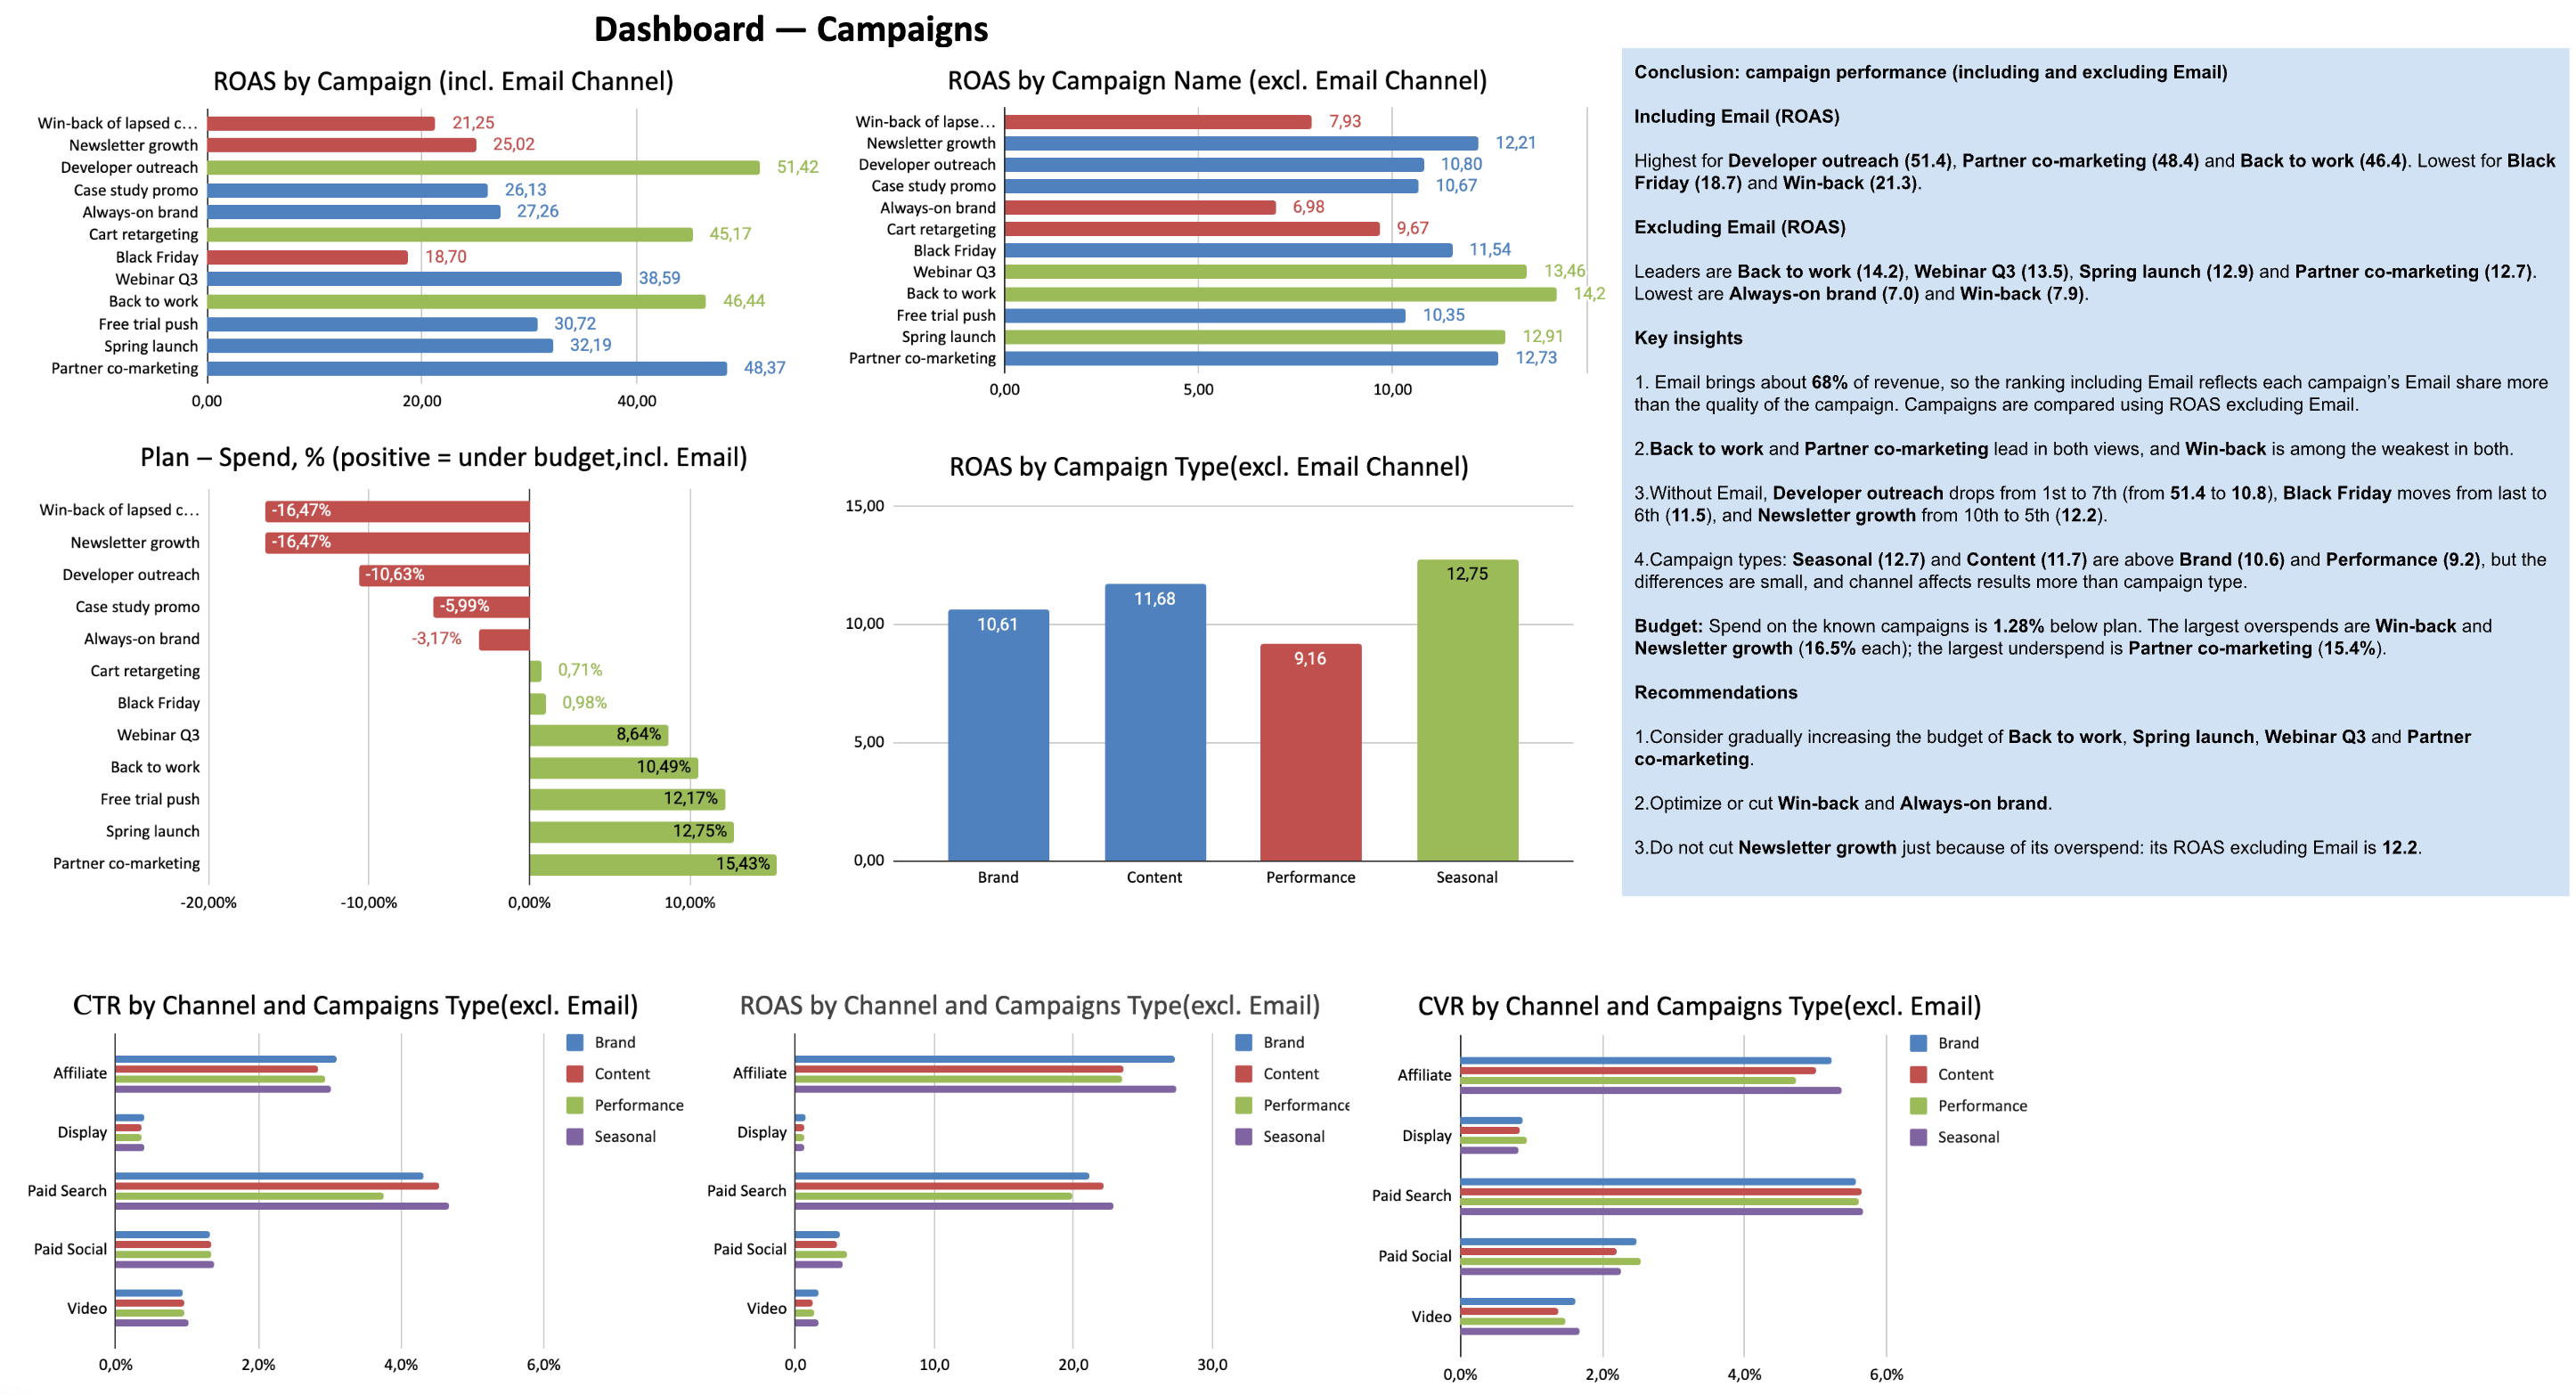 Dashboard — Campaigns
ROAS by Campaign (incl. Email Channel)
Win-back of lapsed c...
21,25
Newsletter growth
25,02
Developer outreach
51,42
Case study promo
26,13
Always-on brand
27,26
Cart retargeting
45,17
Black Friday
18,70
Webinar Q3
38,59
Back to work
46,44
Free trial push
30,72
Spring launch
32,19
Partner co-marketing
48,37
0,00 20,00 40,00
ROAS by Campaign Name (excl. Email Channel)
Win-back of lapse...
7,93
Newsletter growth
12,21
Developer outreach
10,80
Case study promo
10,67
Always-on brand
6,98
Cart retargeting
9,67
Black Friday
11,54
Webinar Q3
13,46
Back to work
14,2
Free trial push
10,35
Spring launch
12,91
Partner co-marketing
12,73
0,00 5,00 10,00
Plan – Spend, % (positive = under budget,incl. Email)
Win-back of lapsed c...
-16,47%
Newsletter growth
-16,47%
Developer outreach
-10,63%
Case study promo
-5,99%
Always-on brand
-3,17%
Cart retargeting
0,71%
Black Friday
0,98%
Webinar Q3
8,64%
Back to work
10,49%
Free trial push
12,17%
Spring launch
12,75%
Partner co-marketing
15,43%
-20,00% -10,00% 0,00% 10,00%
ROAS by Campaign Type(excl. Email Channel)
15,00
10,00
5,00
0,00
10,61
11,68
9,16
12,75
Brand Content Performance Seasonal
Conclusion: campaign performance (including and excluding Email)
Including Email (ROAS)
Highest for Developer outreach (51.4), Partner co-marketing (48.4) and Back to work (46.4). Lowest for Black
Friday (18.7) and Win-back (21.3).
Excluding Email (ROAS)
Leaders are Back to work (14.2), Webinar Q3 (13.5), Spring launch (12.9) and Partner co-marketing (12.7).
Lowest are Always-on brand (7.0) and Win-back (7.9).
Key insights
1. Email brings about 68% of revenue, so the ranking including Email reflects each campaign's Email share more
than the quality of the campaign. Campaigns are compared using ROAS excluding Email.
2.Back to work and Partner co-marketing lead in both views, and Win-back is among the weakest in both.
3.Without Email, Developer outreach drops from 1st to 7th (from 51.4 to 10.8), Black Friday moves from last to
6th (11.5), and Newsletter growth from 10th to 5th (12.2).
4.Campaign types: Seasonal (12.7) and Content (11.7) are above Brand (10.6) and Performance (9.2), but the
differences are small, and channel affects results more than campaign type.
Budget: Spend on the known campaigns is 1.28% below plan. The largest overspends are Win-back and
Newsletter growth (16.5% each); the largest underspend is Partner co-marketing (15.4%).
Recommendations
1.Consider gradually increasing the budget of Back to work, Spring launch, Webinar Q3 and Partner
co-marketing.
2.Optimize or cut Win-back and Always-on brand.
3.Do not cut Newsletter growth just because of its overspend: its ROAS excluding Email is 12.2.
CTR by Channel and Campaigns Type(excl. Email)
Affiliate
Display
Paid Search
Paid Social
Video
0,0% 2,0% 4,0% 6,0%
Brand
Content
Performance
Seasonal
ROAS by Channel and Campaigns Type(excl. Email)
Affiliate
Display
Paid Search
Paid Social
Video
0,0 10,0 20,0 30,0
Brand
Content
Performance
Seasonal
CVR by Channel and Campaigns Type(excl. Email)
Affiliate
Display
Paid Search
Paid Social
Video
0,0% 2,0% 4,0% 6,0%
Brand
Content
Performance
Seasonal